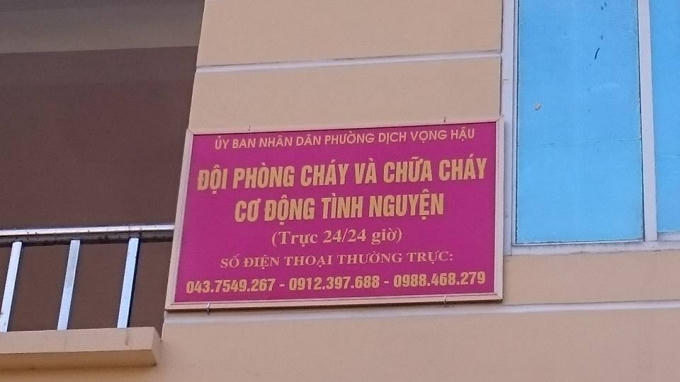 ỦY BAN NHÂN DÂN PHƯỜNG DỊCH VỌNG HẬU
ĐỘI PHÒNG CHÁY VÀ CHỮA CHÁY
CƠ ĐỘNG TÌNH NGUYỆN
(Trực 24/24 giờ)
SỐ ĐIỆN THOẠI THƯỜNG TRỰC:
043.7549.267 - 0912.397.688 - 0988.468.279